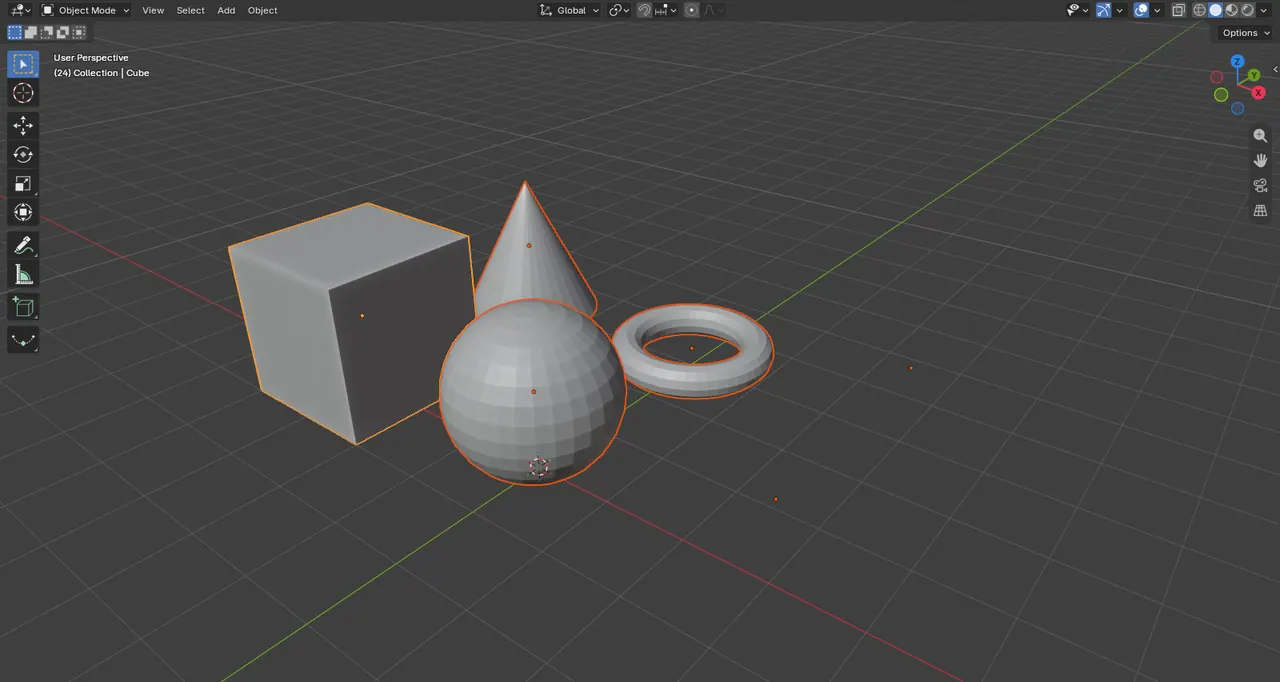 Object Mode View Select Add Object Global
Options
User Perspective
(24) Collection | Cube
Z
Y
X